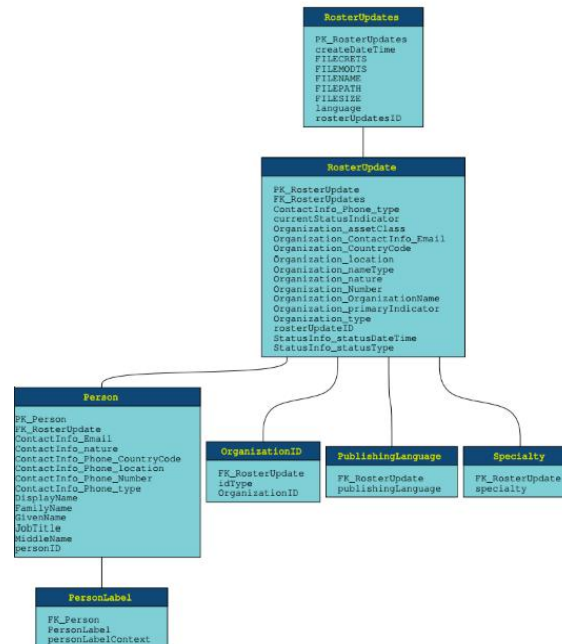 RosterUpdates
PK_RosterUpdates
createDateTime
FILECRETS
FILEMODTS
FILENAME
FILEPATH
FILESIZE
language
rosterUpdatesID
RosterUpdate
PK_RosterUpdate
FK_RosterUpdates
ContactInfo_Phone_type
currentStatusIndicator
Organization_assetClass
Organization_ContactInfo_Email
Organization_CountryCode
Organization_location
Organization_nameType
Organization_nature
Organization_Number
Organization_OrganizationName
Organization_primaryIndicator
Organization_type
rosterUpdateID
StatusInfo_statusDateTime
StatusInfo_statusType
Person
PK_Person
FK_RosterUpdate
ContactInfo_Email
ContactInfo_nature
ContactInfo_Phone_CountryCode
ContactInfo_Phone_location
ContactInfo_Phone_Number
ContactInfo_Phone_type
DisplayName
FamilyName
GivenName
JobTitle
MiddleName
personID
OrganizationID
FK_RosterUpdate
idType
OrganizationID
PublishingLanguage
FK_RosterUpdate
publishingLanguage
Specialty
FK_RosterUpdate
specialty
PersonLabel
FK_Person
PersonLabel
personLabelContext